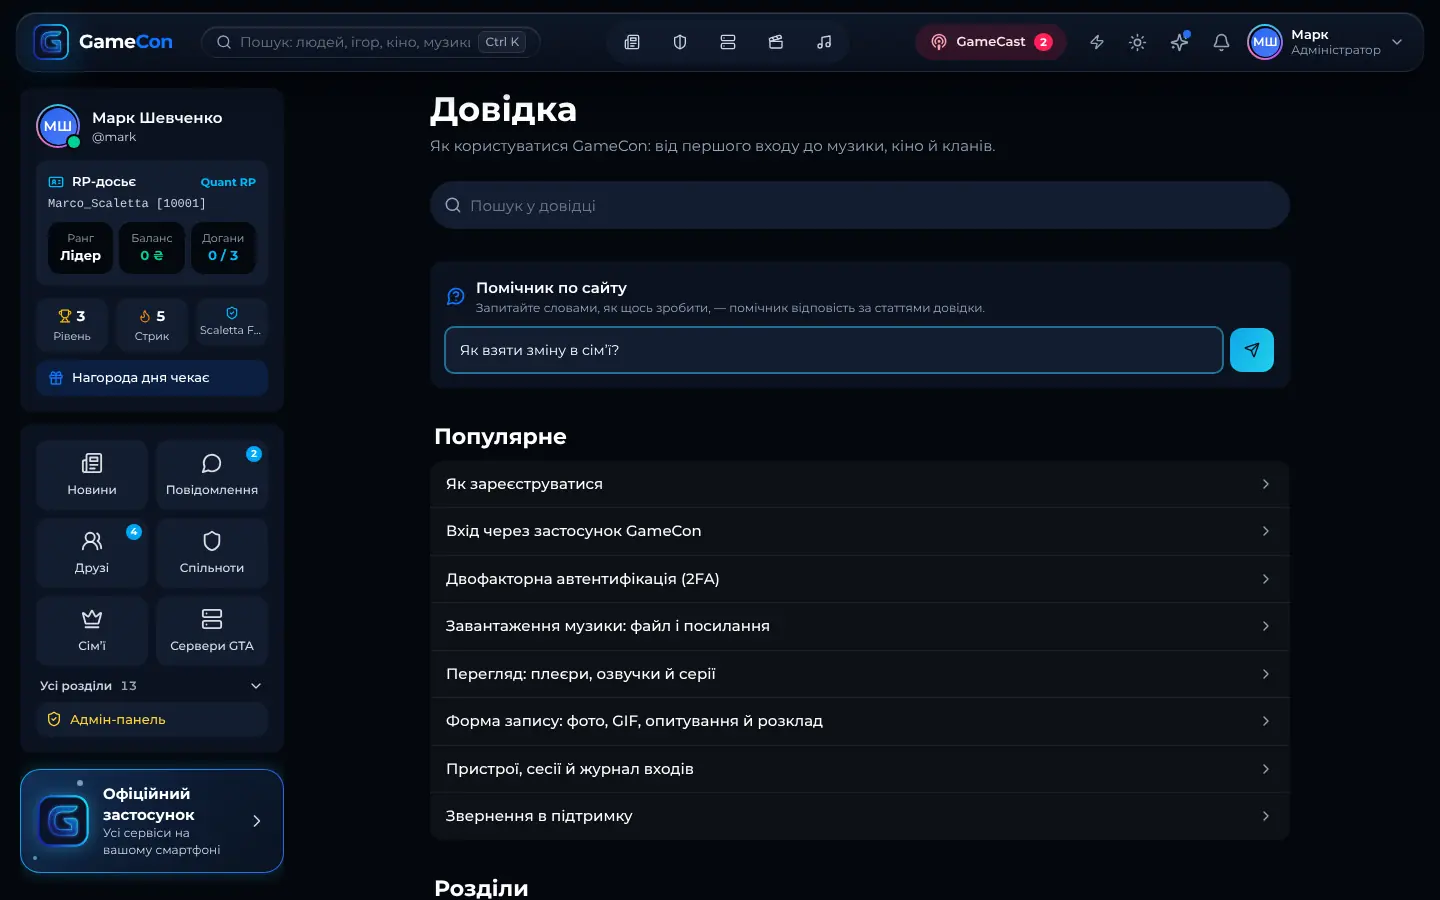 GameCon
Пошук: людей, ігор, кіно, музики
Ctrl K
GameCast 2
МШ
Марк
Адміністратор
МШ
Марк Шевченко
@mark
RP-досьє
Quant RP
Marco_Scaletta [10001]
Ранг
Лідер
Баланс
0 ₴
Догани
0 / 3
3
Рівень
5
Стрик
Scaletta F...
Нагорода дня чекає
Новини
Повідомлення
2
Друзі
4
Спільноти
Сім’ї
Сервери GTA
Усі розділи 13
Адмін-панель
Офіційний
застосунок
Усі сервіси на
вашому смартфоні
Довідка
Як користуватися GameCon: від першого входу до музики, кіно й кланів.
Пошук у довідці
Помічник по сайту
Запитайте словами, як щось зробити, — помічник відповість за статтями довідки.
Як взяти зміну в сім’ї?
Популярне
Як зареєструватися
Вхід через застосунок GameCon
Двофакторна автентифікація (2FA)
Завантаження музики: файл і посилання
Перегляд: плеєри, озвучки й серії
Форма запису: фото, GIF, опитування й розклад
Пристрої, сесії й журнал входів
Звернення в підтримку
Розділи